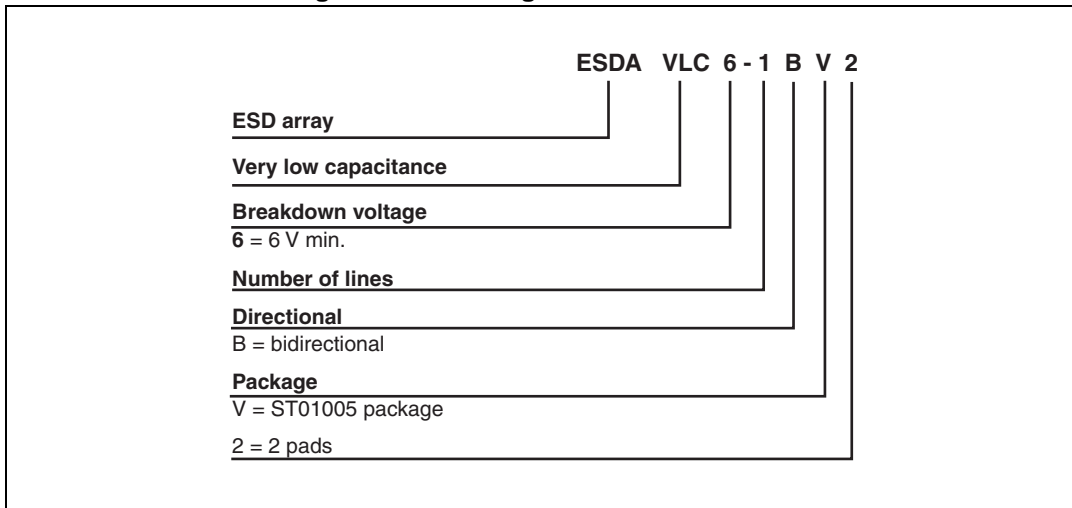 ESDA VLC 6 - 1 B V 2
ESD array
Very low capacitance
Breakdown voltage
6 = 6 V min.
Number of lines
Directional
B = bidirectional
Package
V = ST01005 package
2 = 2 pads